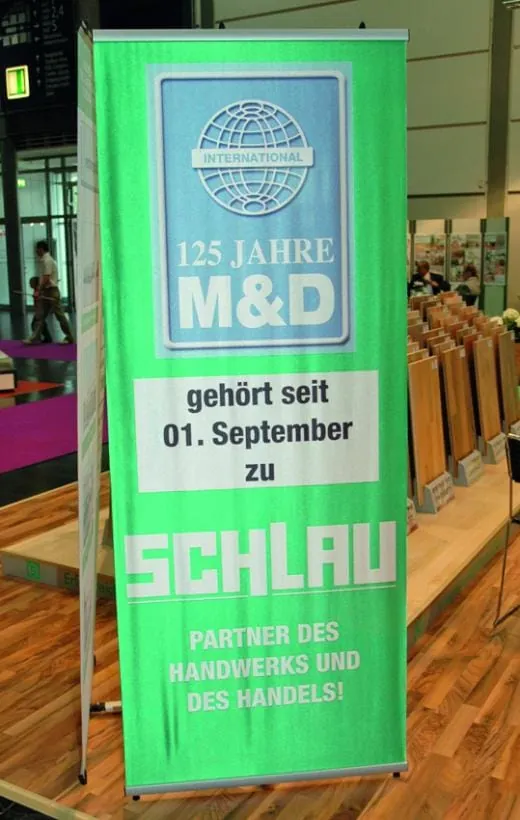 INTERNATIONAL
125 JAHRE
M&D
gehört seit
01. September
zu
SCHLAU
PARTNER DES
HANDWERKS UND
DES HANDELS!